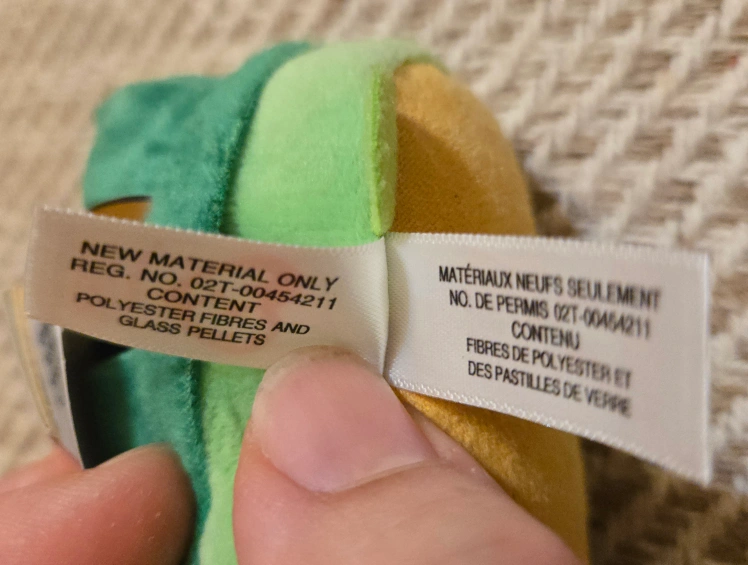 NEW MATERIAL ONLY
REG. NO. 02T-00454211
CONTENT
POLYESTER FIBRES AND
GLASS PELLETS
MATÉRIAUX NEUFS SEULEMENT
NO. DE PERMIS 02T-00454211
CONTENU
FIBRES DE POLYESTER ET
DES PASTILLES DE VERRE